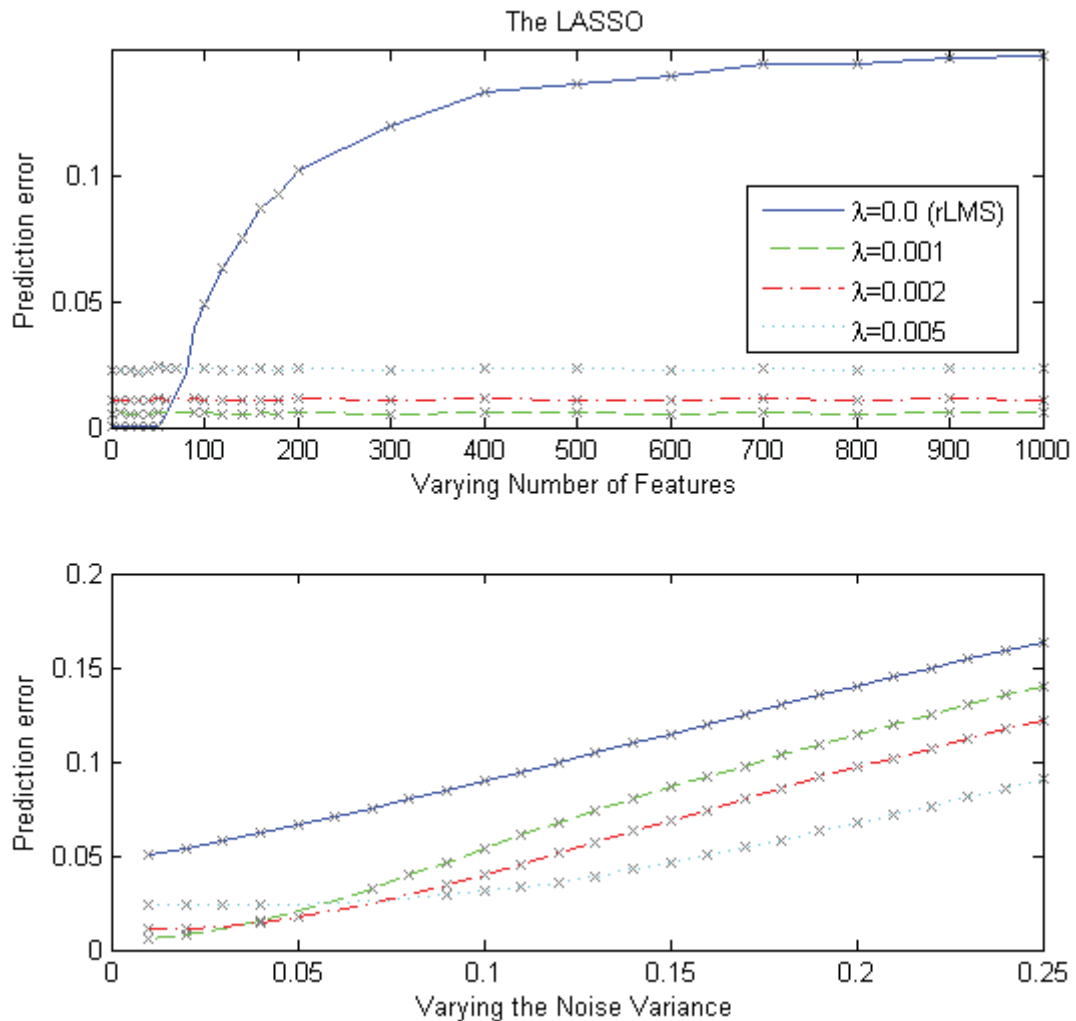 The LASSO
Prediction error
0.1
0.05
0
λ=0.0 (rLMS)
λ=0.001
λ=0.002
λ=0.005
0 100 200 300 400 500 600 700 800 900 1000
Varying Number of Features
Prediction error
0.2
0.15
0.1
0.05
0
0 0.05 0.1 0.15 0.2 0.25
Varying the Noise Variance